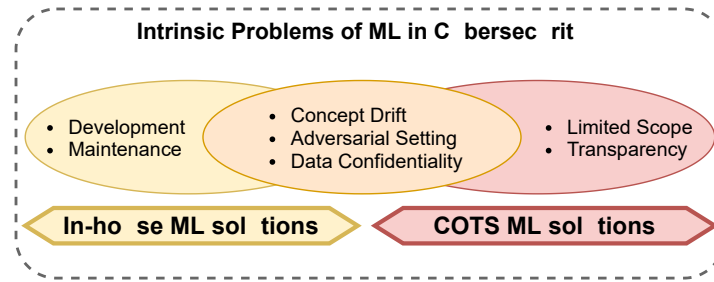 Intrinsic Problems of ML in C bersec rit
• Development
• Maintenance
• Concept Drift
• Adversarial Setting
• Data Confidentiality
• Limited Scope
• Transparency
In-ho se ML sol tions
COTS ML sol tions